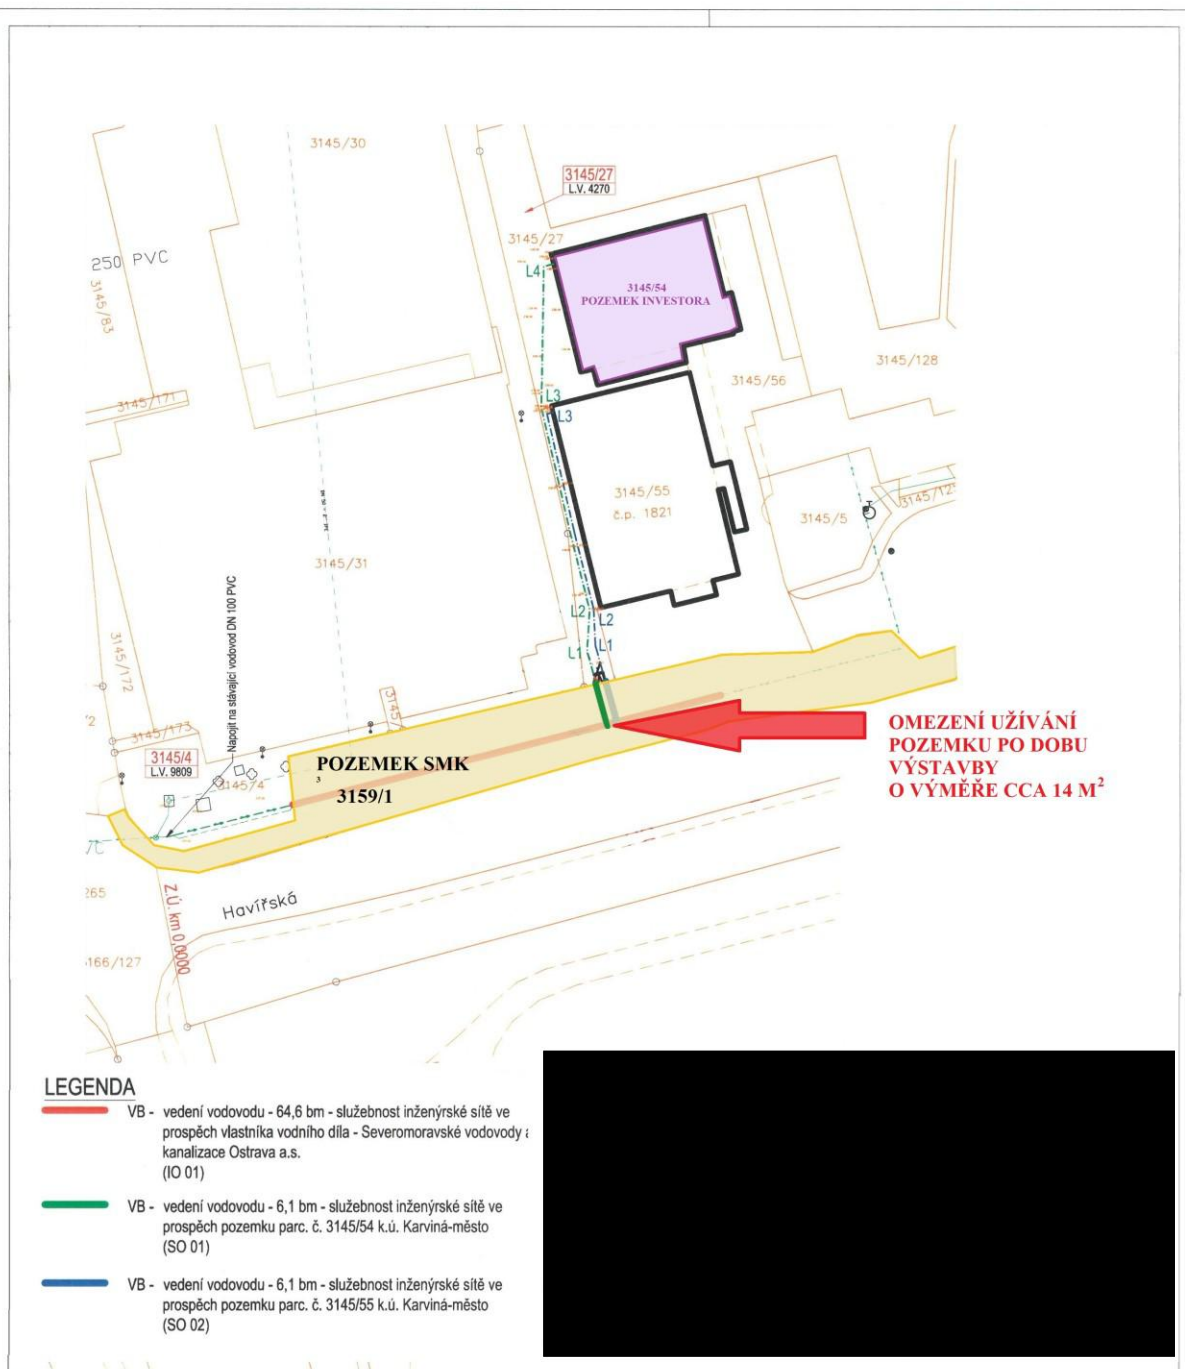 3145/30
3145/27
L.V. 4270
3145/27
250 PVC
L4
3145/54
POZEMEK INVESTORA
3145/83
3145/128
3145/56
3145/171
L3
L3
3145/55
č.p. 1821
3145/5
3145/12
3145/31
Napojit na stávající vodovod DN 100 PVC
L2
L2
L1
L1
3145/172
3145/
3145/173
3145/4
L.V. 9809
3145/4
POZEMEK SMK
3
3159/1
OMEZENÍ UŽÍVÁNÍ
POZEMKU PO DOBU
VÝSTAVBY
O VÝMĚŘE CCA 14 M²
265
Z.Ú. km 0,0000
Havířská
166/127
LEGENDA
VB - vedení vodovodu - 64,6 bm - služebnost inženýrské sítě ve
prospěch vlastníka vodního díla - Severomoravské vodovody a
kanalizace Ostrava a.s.
(IO 01)
VB - vedení vodovodu - 6,1 bm - služebnost inženýrské sítě ve
prospěch pozemku parc. č. 3145/54 k.ú. Karviná-město
(SO 01)
VB - vedení vodovodu - 6,1 bm - služebnost inženýrské sítě ve
prospěch pozemku parc. č. 3145/55 k.ú. Karviná-město
(SO 02)